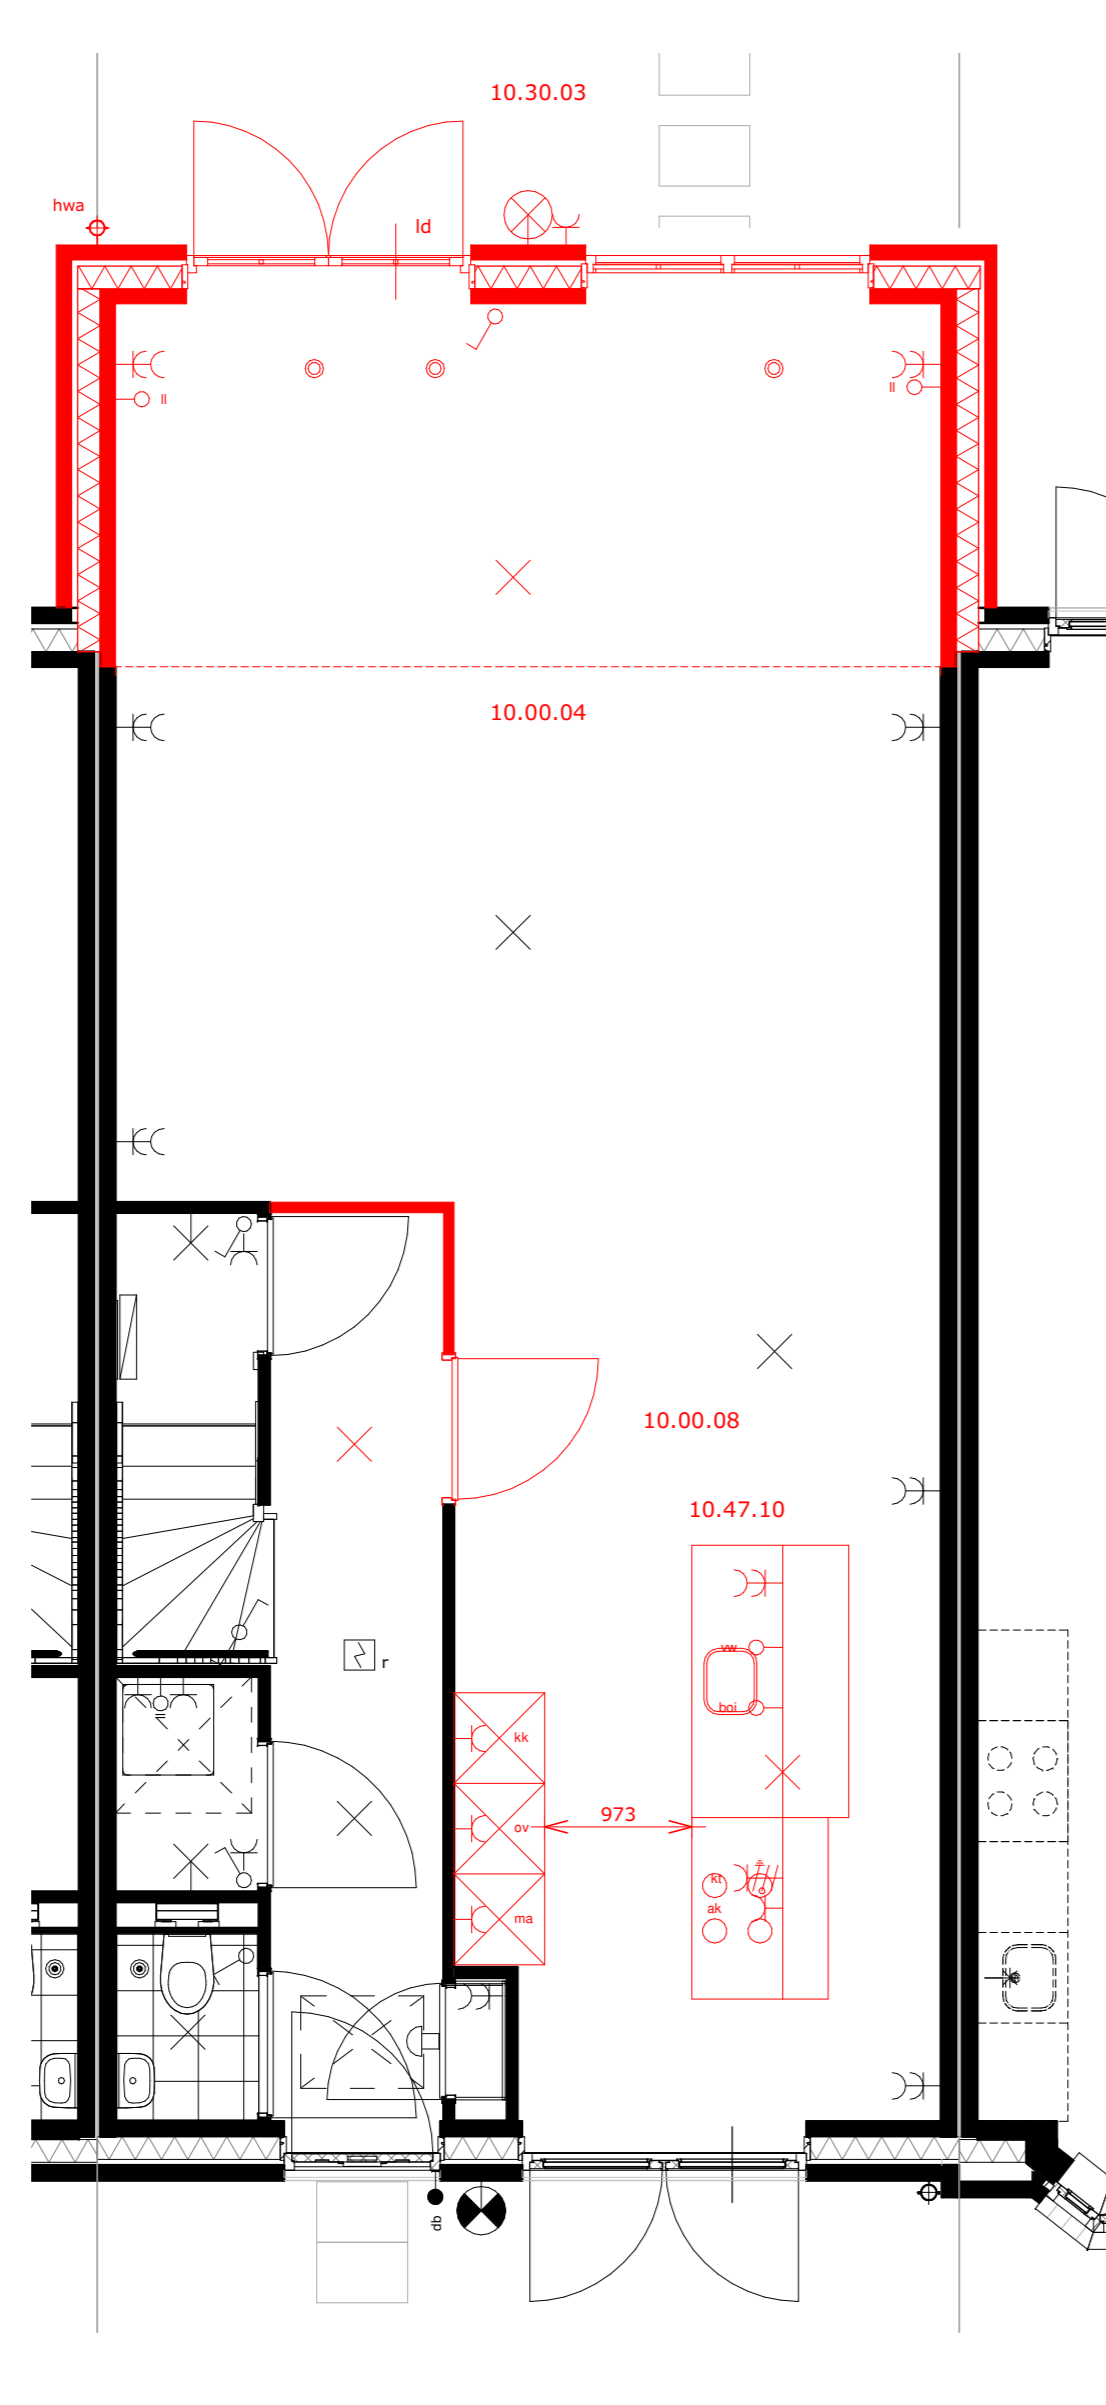 10.30.03
hwa
ld
ll
ll
10.00.04
10.00.08
10.47.10
vw
r
boi
kk
973
ov
kt
ak
ma
db